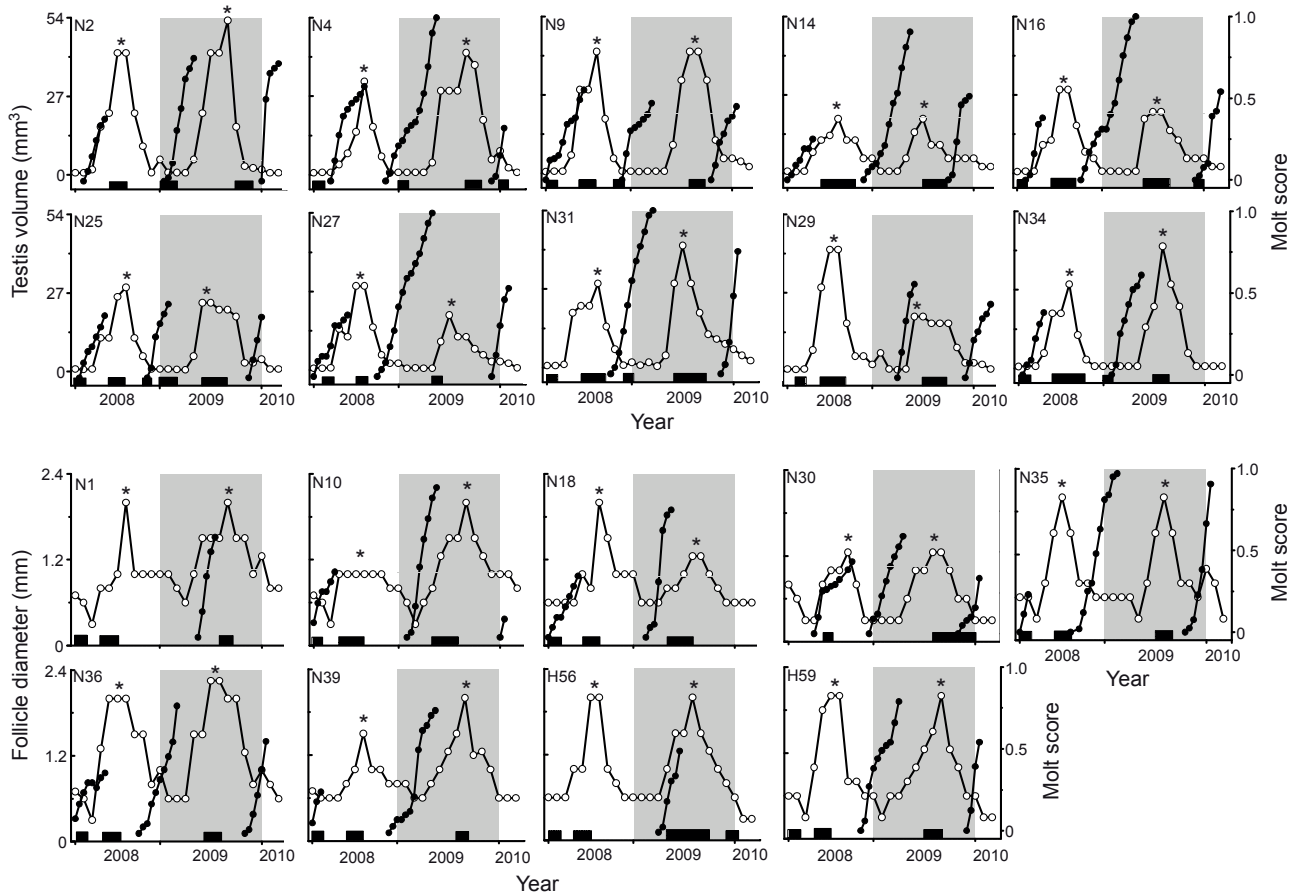 54 N2 * * N4 * * N9 * * N14 * * N16 * * 1.0
27 0.5
0 0
Testis volume (mm³)
Molt score
54 N25 * * N27 * * N31 * * N29 * * N34 * * 1.0
27 0.5
0 0
2008 2009 2010 2008 2009 2010 2008 2009 2010 2008 2009 2010 2008 2009 2010
Year
2.4 N1 * * N10 * * N18 * * N30 * * N35 * * 1.0
1.2 0.5
0 0
2008 2009 2010
Year
Follicle diameter (mm)
Molt score
2.4 N36 * * N39 * * H56 * * H59 * * 1.0
1.2 0.5
0 0
Molt score
2008 2009 2010 2008 2009 2010 2008 2009 2010 2008 2009 2010
Year